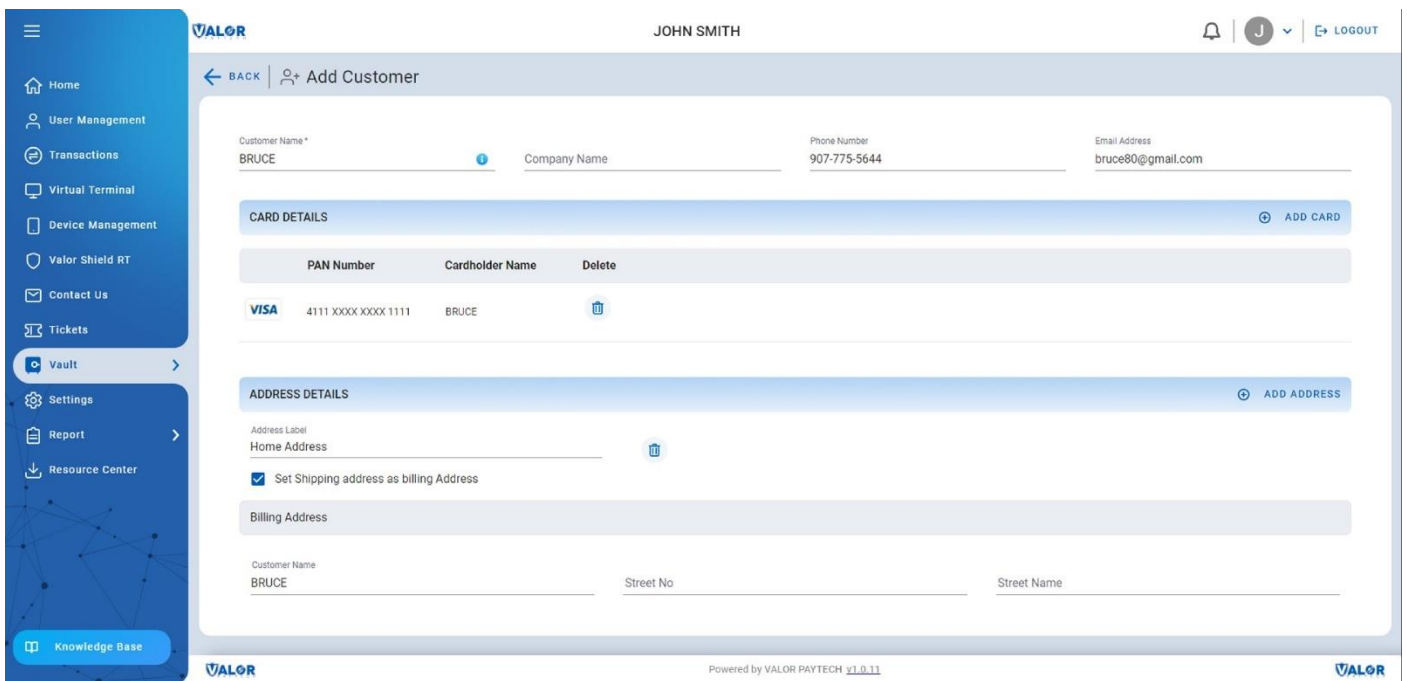 VALOR
JOHN SMITH
J
LOGOUT
BACK
Add Customer
Home
User Management
Transactions
Virtual Terminal
Device Management
Valor Shield RT
Contact Us
Tickets
Vault
Settings
Report
Resource Center
Knowledge Base
Customer Name*
BRUCE
Company Name
Phone Number
907-775-5644
Email Address
bruce80@gmail.com
CARD DETAILS
ADD CARD
PAN Number Cardholder Name Delete
VISA 4111 XXXX XXXX 1111 BRUCE
ADDRESS DETAILS
ADD ADDRESS
Address Label
Home Address
Set Shipping address as billing Address
Billing Address
Customer Name
BRUCE
Street No
Street Name
VALOR
Powered by VALOR PAYTECH v1.0.11
VALOR